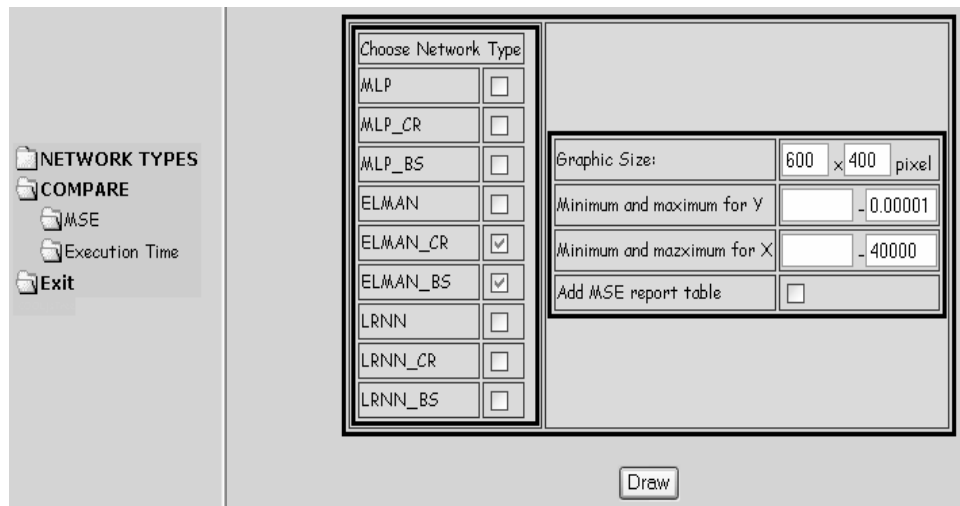 NETWORK TYPES
COMPARE
MSE
Execution Time
Exit
Choose Network Type
MLP
MLP_CR
MLP_BS
ELMAN
ELMAN_CR
ELMAN_BS
LRNN
LRNN_CR
LRNN_BS
Graphic Size: 600 x 400 pixel
Minimum and maximum for Y - 0.00001
Minimum and mazximum for X - 40000
Add MSE report table
Draw